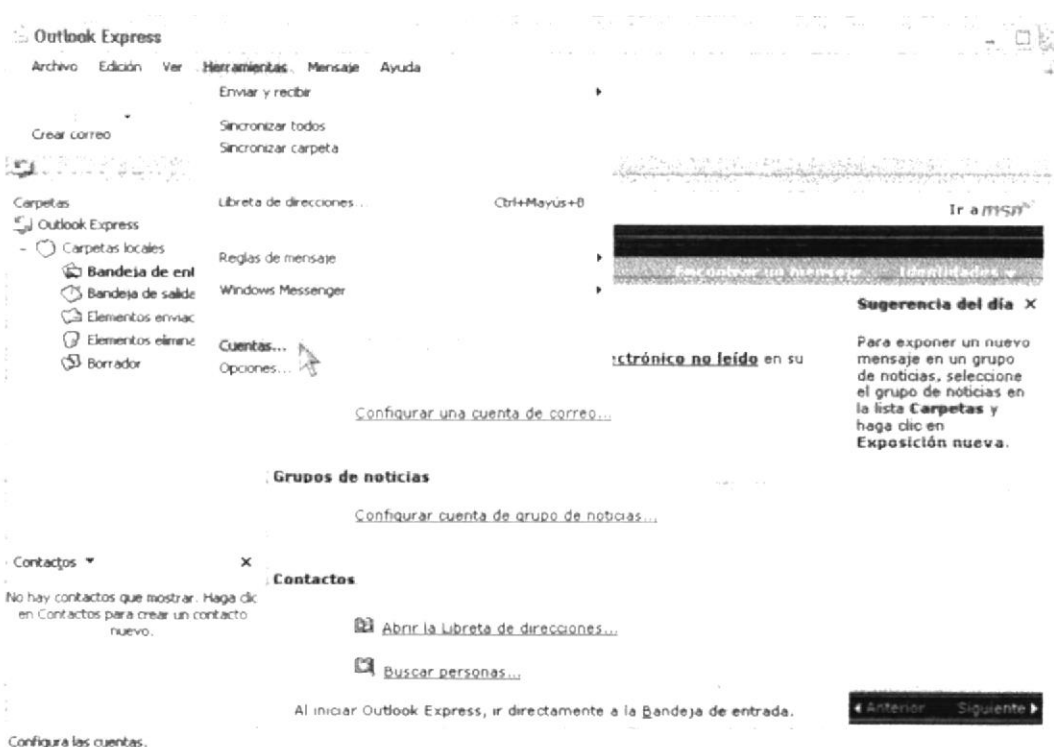 Outlook Express
Archivo Edición Ver Herramientas Mensaje Ayuda
Enviar y recibir
Crear correo
Sincronizar todos
Sincronizar carpeta
Libreta de direcciones... Ctrl+Mayús+B
Reglas de mensaje
Windows Messenger
Cuentas...
Opciones...
Ir a msn
Carpetas
Outlook Express
Carpetas locales
Bandeja de ent
Bandeja de salida
Elementos enviac
Elementos elimina
Borrador
Encontrar un mensaje Identidades
Sugerencia del día X
Para exponer un nuevo
mensaje en un grupo
de noticias, seleccione
el grupo de noticias en
la lista Carpetas y
haga clic en
Exposición nueva.
ectrónico no leído en su
Configurar una cuenta de correo...
Grupos de noticias
Configurar cuenta de grupo de noticias...
Contactos X
No hay contactos que mostrar. Haga clic
en Contactos para crear un contacto
nuevo.
Contactos
Abrir la Libreta de direcciones...
Buscar personas...
Al iniciar Outlook Express, ir directamente a la Bandeja de entrada.
Anterior Siguiente
Configura las cuentas.